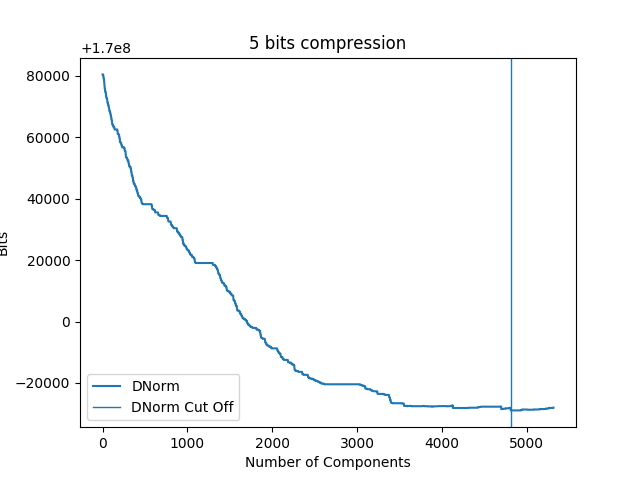 5 bits compression
+1.7e8
80000
60000
40000
20000
0
−20000
Bits
DNorm
DNorm Cut Off
0
1000
2000
3000
4000
5000
Number of Components